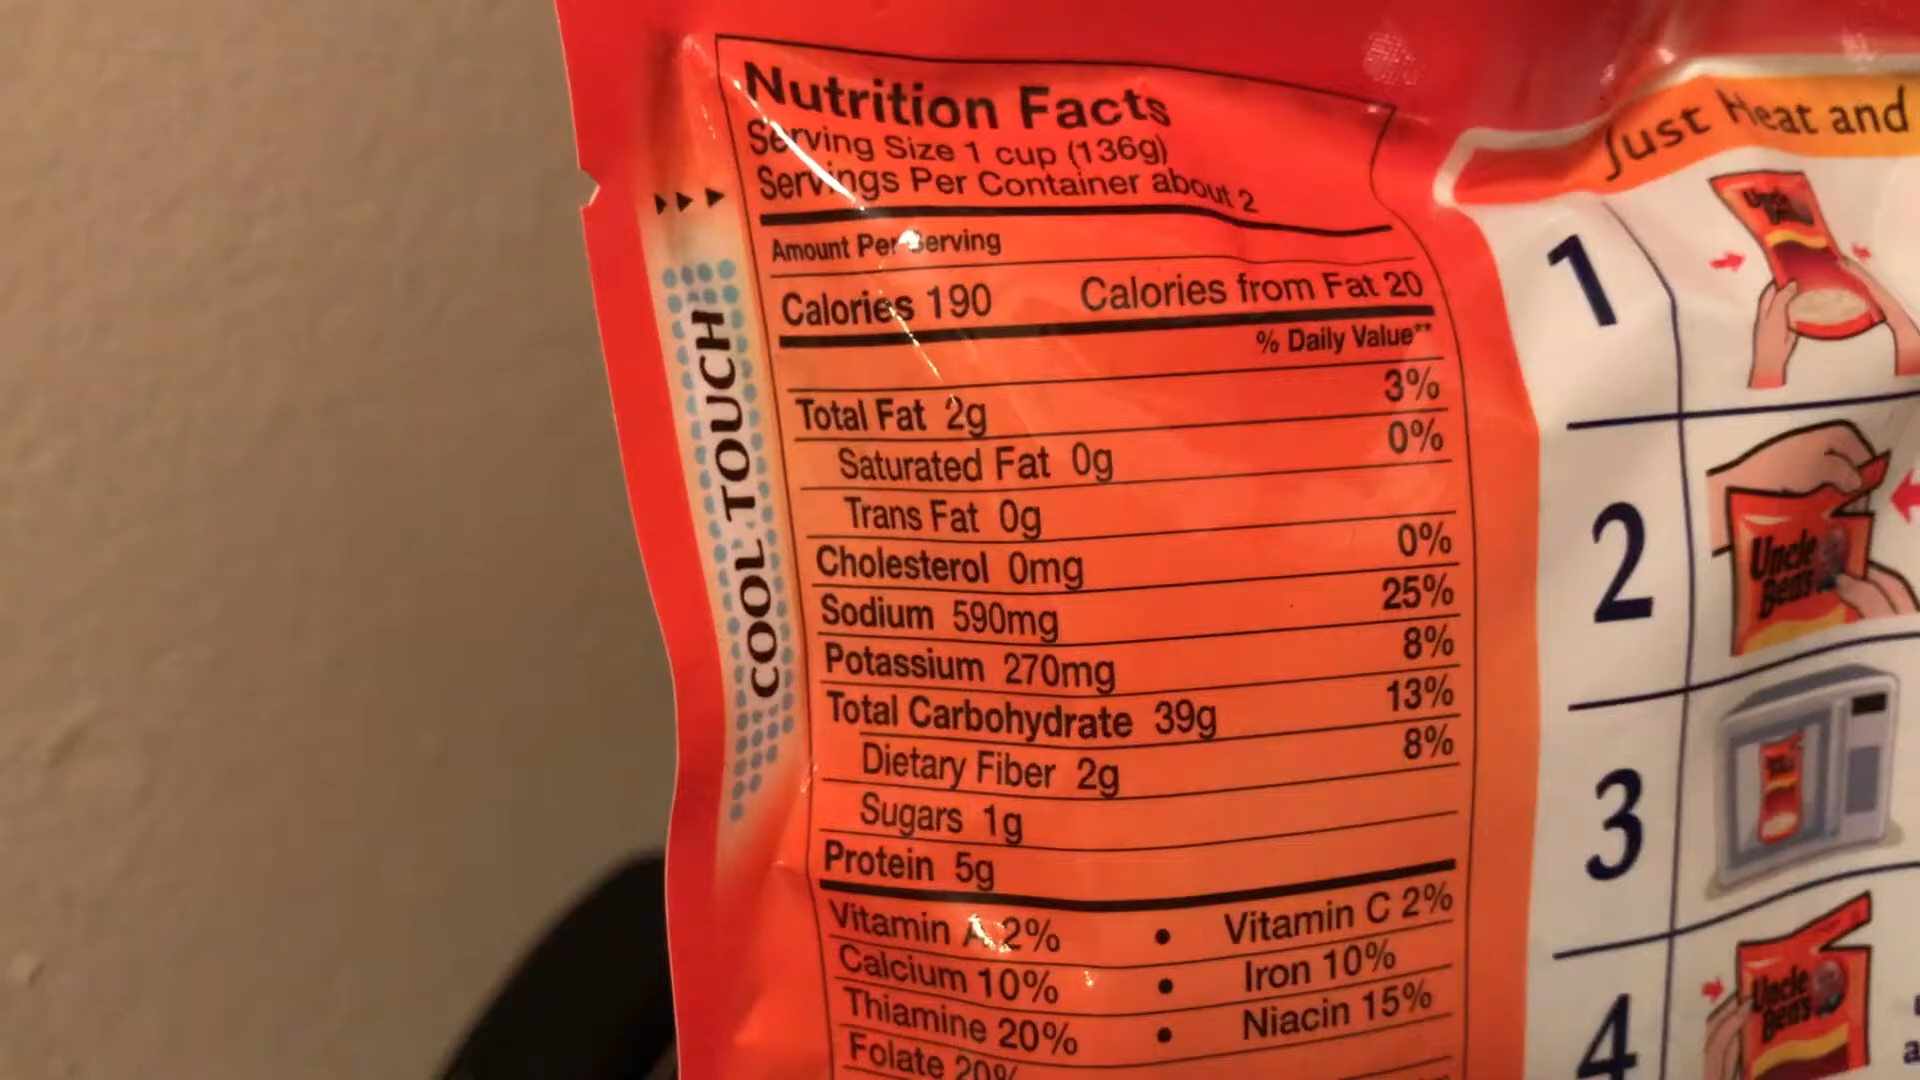 Nutrition Facts
Serving Size 1 cup (136g)
Servings Per Container about 2
Amount Per Serving
Calories 190 Calories from Fat 20
% Daily Value**
Total Fat 2g 3%
Saturated Fat 0g 0%
Trans Fat 0g
Cholesterol 0mg 0%
Sodium 590mg 25%
Potassium 270mg 8%
Total Carbohydrate 39g 13%
Dietary Fiber 2g 8%
Sugars 1g
Protein 5g
Vitamin A 2% • Vitamin C 2%
Calcium 10% • Iron 10%
Thiamine 20% • Niacin 15%
Folate 20%
COOL TOUCH
Just Heat and
1
2
Uncle
Ben's
3
4
Uncle
Ben's